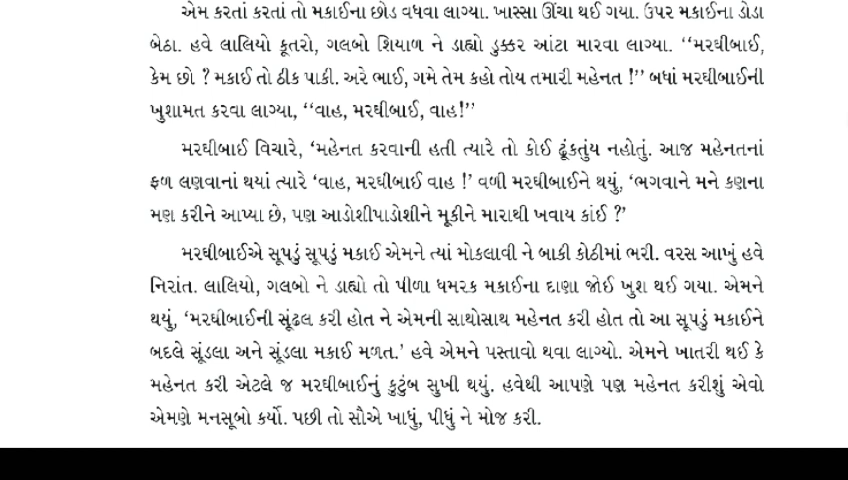 એમ કરતાં કરતાં તો મકાઈના છોડ વધવા લાગ્યા. ખાસ્સા ઊંચા થઈ ગયા. ઉપર મકાઈના ડોડા
બેઠા. હવે લાલિયો કૂતરો, ગલબો શિયાળ ને ડાહ્યો ડુક્કર આંટા મારવા લાગ્યા. “મરઘીબાઈ,
કેમ છો ? મકાઈ તો ઠીક પાકી. અરે ભાઈ, ગમે તેમ કહો તોય તમારી મહેનત !” બધાં મરઘીબાઈની
ખુશામત કરવા લાગ્યા, “વાહ, મરઘીબાઈ, વાહ!”
મરઘીબાઈ વિચારે, ‘મહેનત કરવાની હતી ત્યારે તો કોઈ ઢૂંકતુંય નહોતું. આજ મહેનતનાં
ફળ લણવાનાં થયાં ત્યારે ‘વાહ, મરઘીબાઈ વાહ !’ વળી મરઘીબાઈને થયું, ‘ભગવાને મને કણના
મણ કરીને આપ્યા છે, પણ આડોશીપાડોશીને મૂકીને મારાથી ખવાય કાંઈ ?’
મરઘીબાઈએ સૂપડું સૂપડું મકાઈ એમને ત્યાં મોકલાવી ને બાકી કોઠીમાં ભરી. વરસ આખું હવે
નિરાંત. લાલિયો, ગલબો ને ડાહ્યો તો પીળા ધમરક મકાઈના દાણા જોઈ ખુશ થઈ ગયા. એમને
થયું, ‘મરઘીબાઈની સૂંઢલ કરી હોત ને એમની સાથોસાથ મહેનત કરી હોત તો આ સૂપડું મકાઈને
બદલે સૂંડલા અને સૂંડલા મકાઈ મળત.’ હવે એમને પસ્તાવો થવા લાગ્યો. એમને ખાતરી થઈ કે
મહેનત કરી એટલે જ મરઘીબાઈનું કુટુંબ સુખી થયું. હવેથી આપણે પણ મહેનત કરીશું એવો
એમણે મનસૂબો કર્યો. પછી તો સૌએ ખાધું, પીધું ને મોજ કરી.